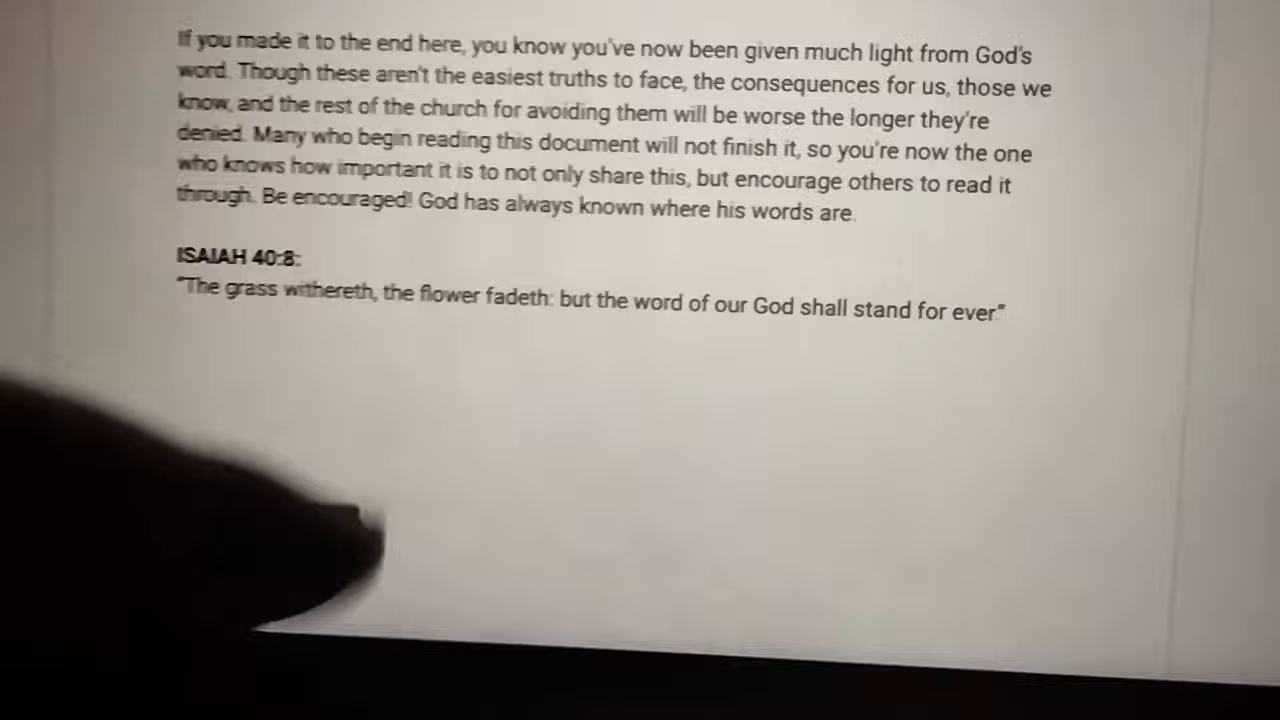 If you made it to the end here, you know you've now been given much light from God's
word. Though these aren't the easiest truths to face, the consequences for us, those we
know, and the rest of the church for avoiding them will be worse the longer they're
denied. Many who begin reading this document will not finish it, so you're now the one
who knows how important it is to not only share this, but encourage others to read it
through. Be encouraged! God has always known where his words are.
ISAIAH 40:8:
"The grass withereth, the flower fadeth: but the word of our God shall stand for ever."